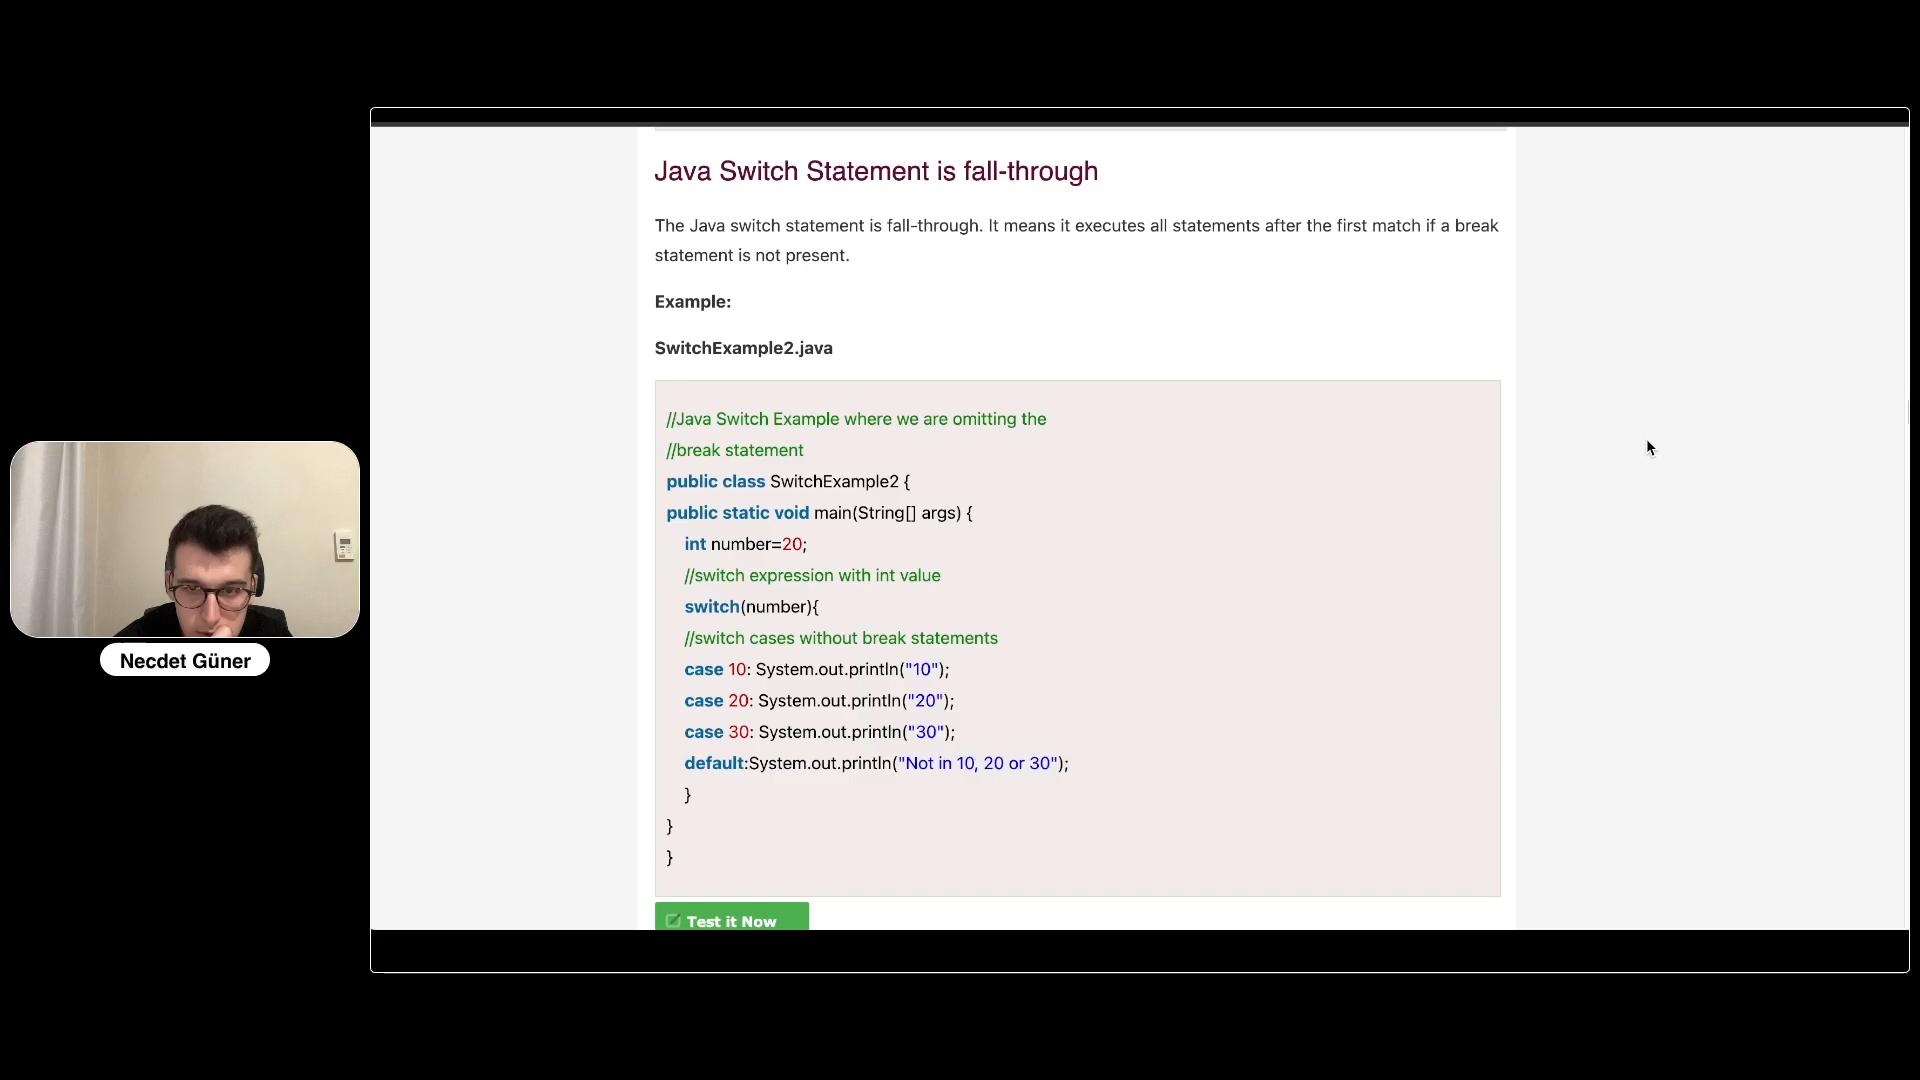 Java Switch Statement is fall-through
The Java switch statement is fall-through. It means it executes all statements after the first match if a break
statement is not present.
Example:
SwitchExample2.java
//Java Switch Example where we are omitting the
//break statement
public class SwitchExample2 {
public static void main(String[] args) {
int number=20;
//switch expression with int value
switch(number){
//switch cases without break statements
case 10: System.out.println("10");
case 20: System.out.println("20");
case 30: System.out.println("30");
default:System.out.println("Not in 10, 20 or 30");
}
}
}
Test it Now
Necdet Güner